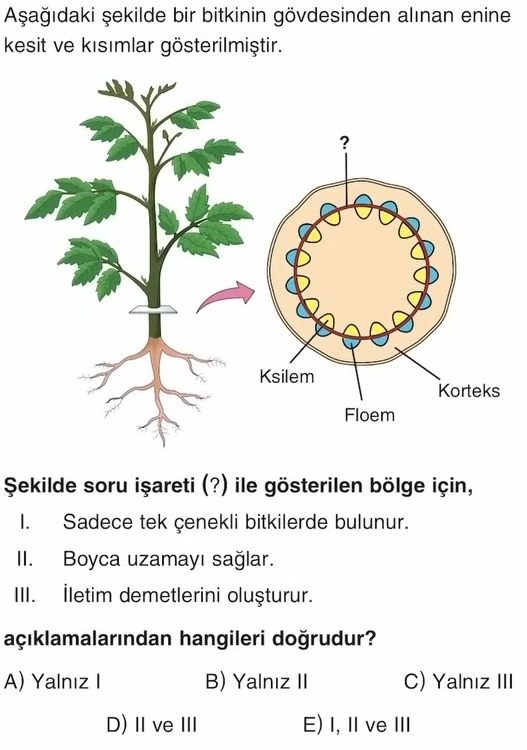 Aşağıdaki şekilde bir bitkinin gövdesinden alınan enine
kesit ve kısımlar gösterilmiştir.
?
Ksilem
Floem
Korteks
Şekilde soru işareti (?) ile gösterilen bölge için,
I. Sadece tek çenekli bitkilerde bulunur.
II. Boyca uzamayı sağlar.
III. İletim demetlerini oluşturur.
açıklamalarından hangileri doğrudur?
A) Yalnız I B) Yalnız II C) Yalnız III
D) II ve III E) I, II ve III